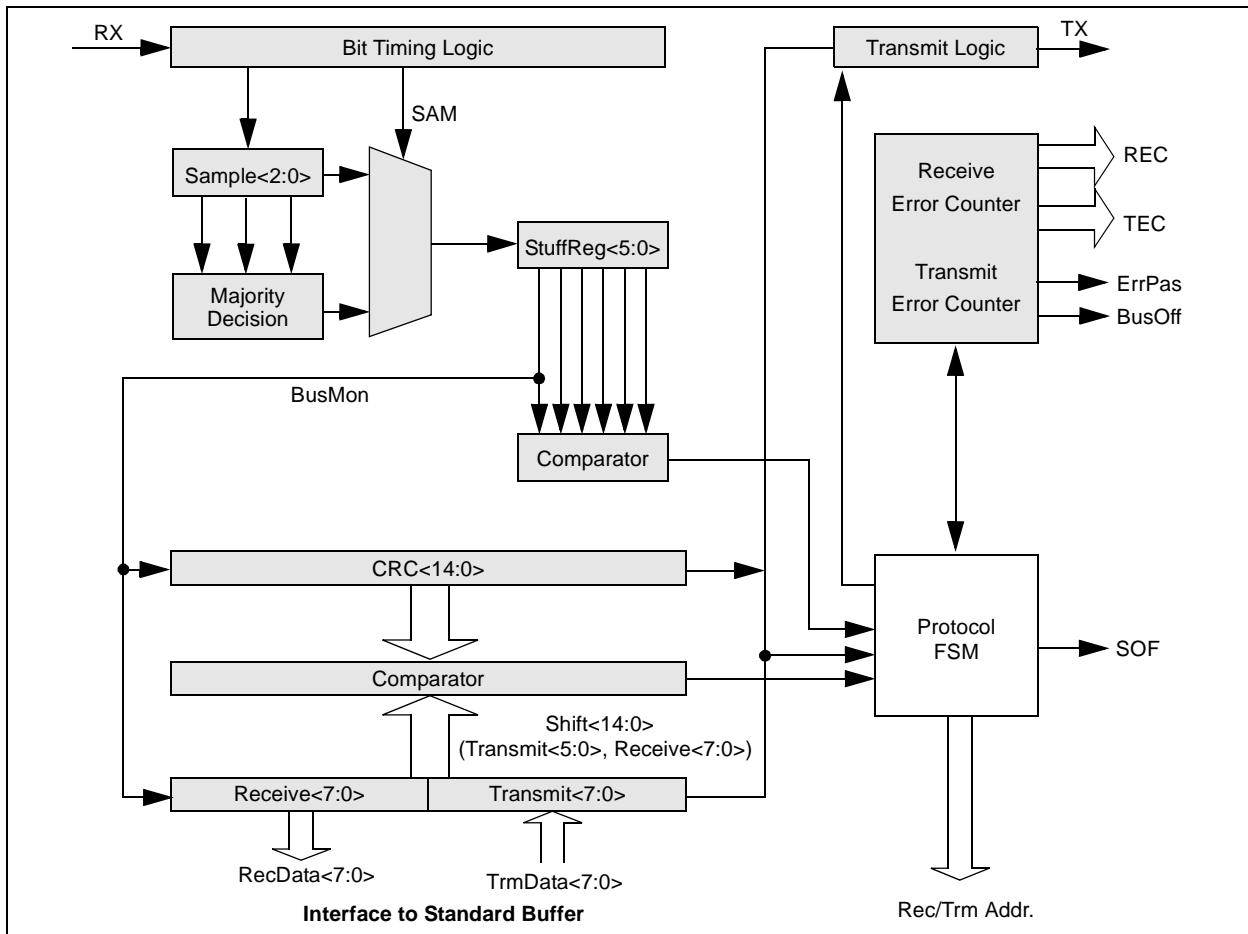 RX
Bit Timing Logic
Transmit Logic
TX
SAM
Sample<2:0>
Receive
Error Counter
REC
TEC
StuffReg<5:0>
Majority
Decision
Transmit
Error Counter
ErrPas
BusOff
BusMon
Comparator
CRC<14:0>
Protocol
FSM
SOF
Comparator
Shift<14:0>
(Transmit<5:0>, Receive<7:0>)
Receive<7:0>
Transmit<7:0>
RecData<7:0>
TrmData<7:0>
Interface to Standard Buffer
Rec/Trm Addr.